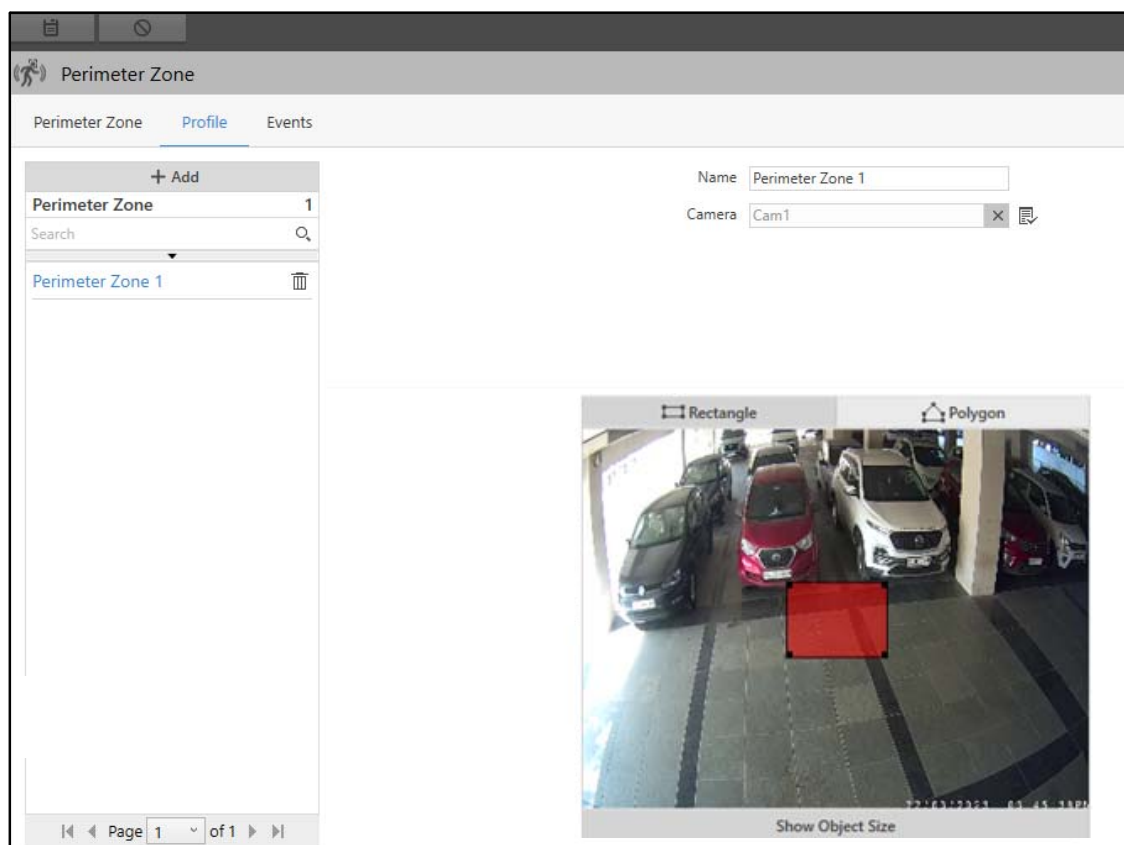 Perimeter Zone
Perimeter Zone Profile Events
+ Add
Perimeter Zone 1
Search
Perimeter Zone 1
Name Perimeter Zone 1
Camera Cam1
Rectangle Polygon
Show Object Size
Page 1 of 1